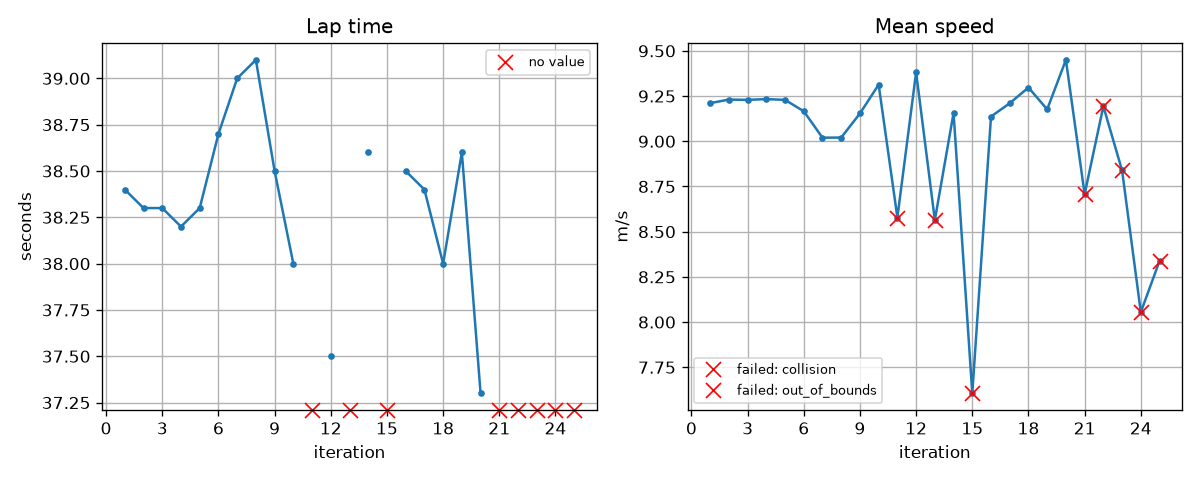 Lap time
no value
39.00
38.75
38.50
38.25
38.00
37.75
37.50
37.25
seconds
0 3 6 9 12 15 18 21 24
iteration
Mean speed
9.50
9.25
9.00
8.75
8.50
8.25
8.00
7.75
m/s
failed: collision
failed: out_of_bounds
0 3 6 9 12 15 18 21 24
iteration